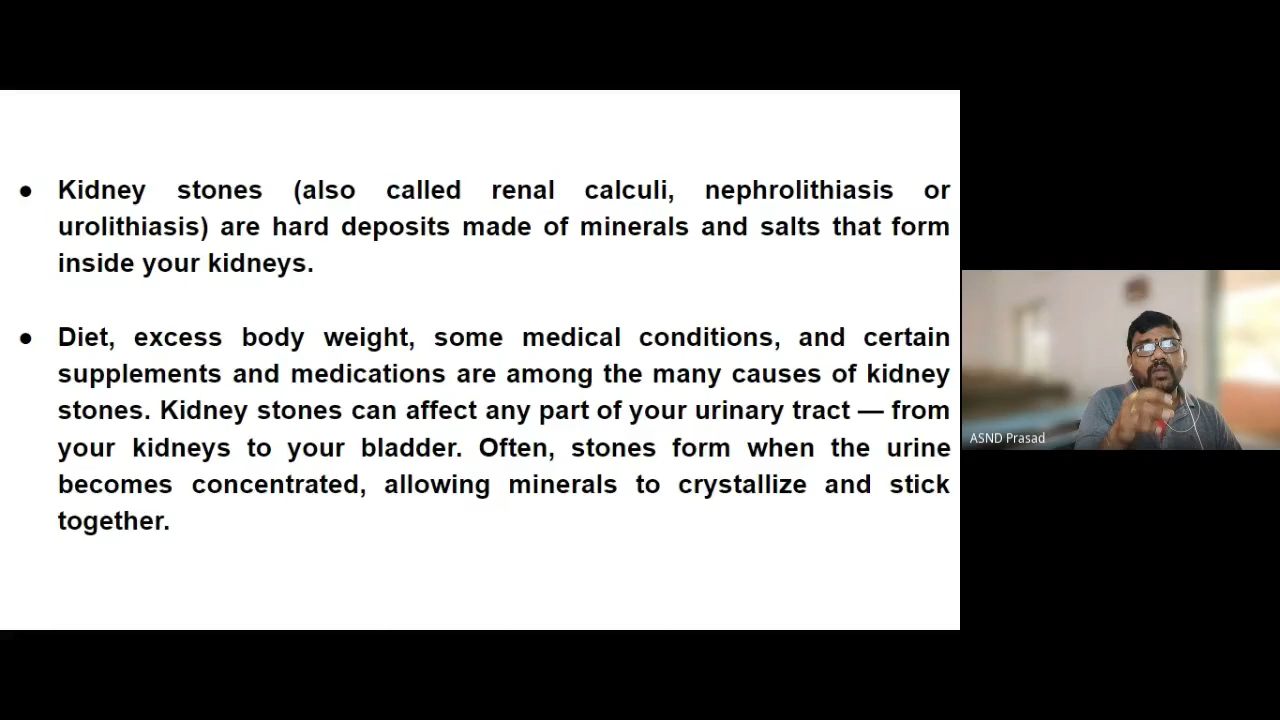 ● Kidney stones (also called renal calculi, nephrolithiasis or
urolithiasis) are hard deposits made of minerals and salts that form
inside your kidneys.
● Diet, excess body weight, some medical conditions, and certain
supplements and medications are among the many causes of kidney
stones. Kidney stones can affect any part of your urinary tract — from
your kidneys to your bladder. Often, stones form when the urine
becomes concentrated, allowing minerals to crystallize and stick
together.
ASND Prasad